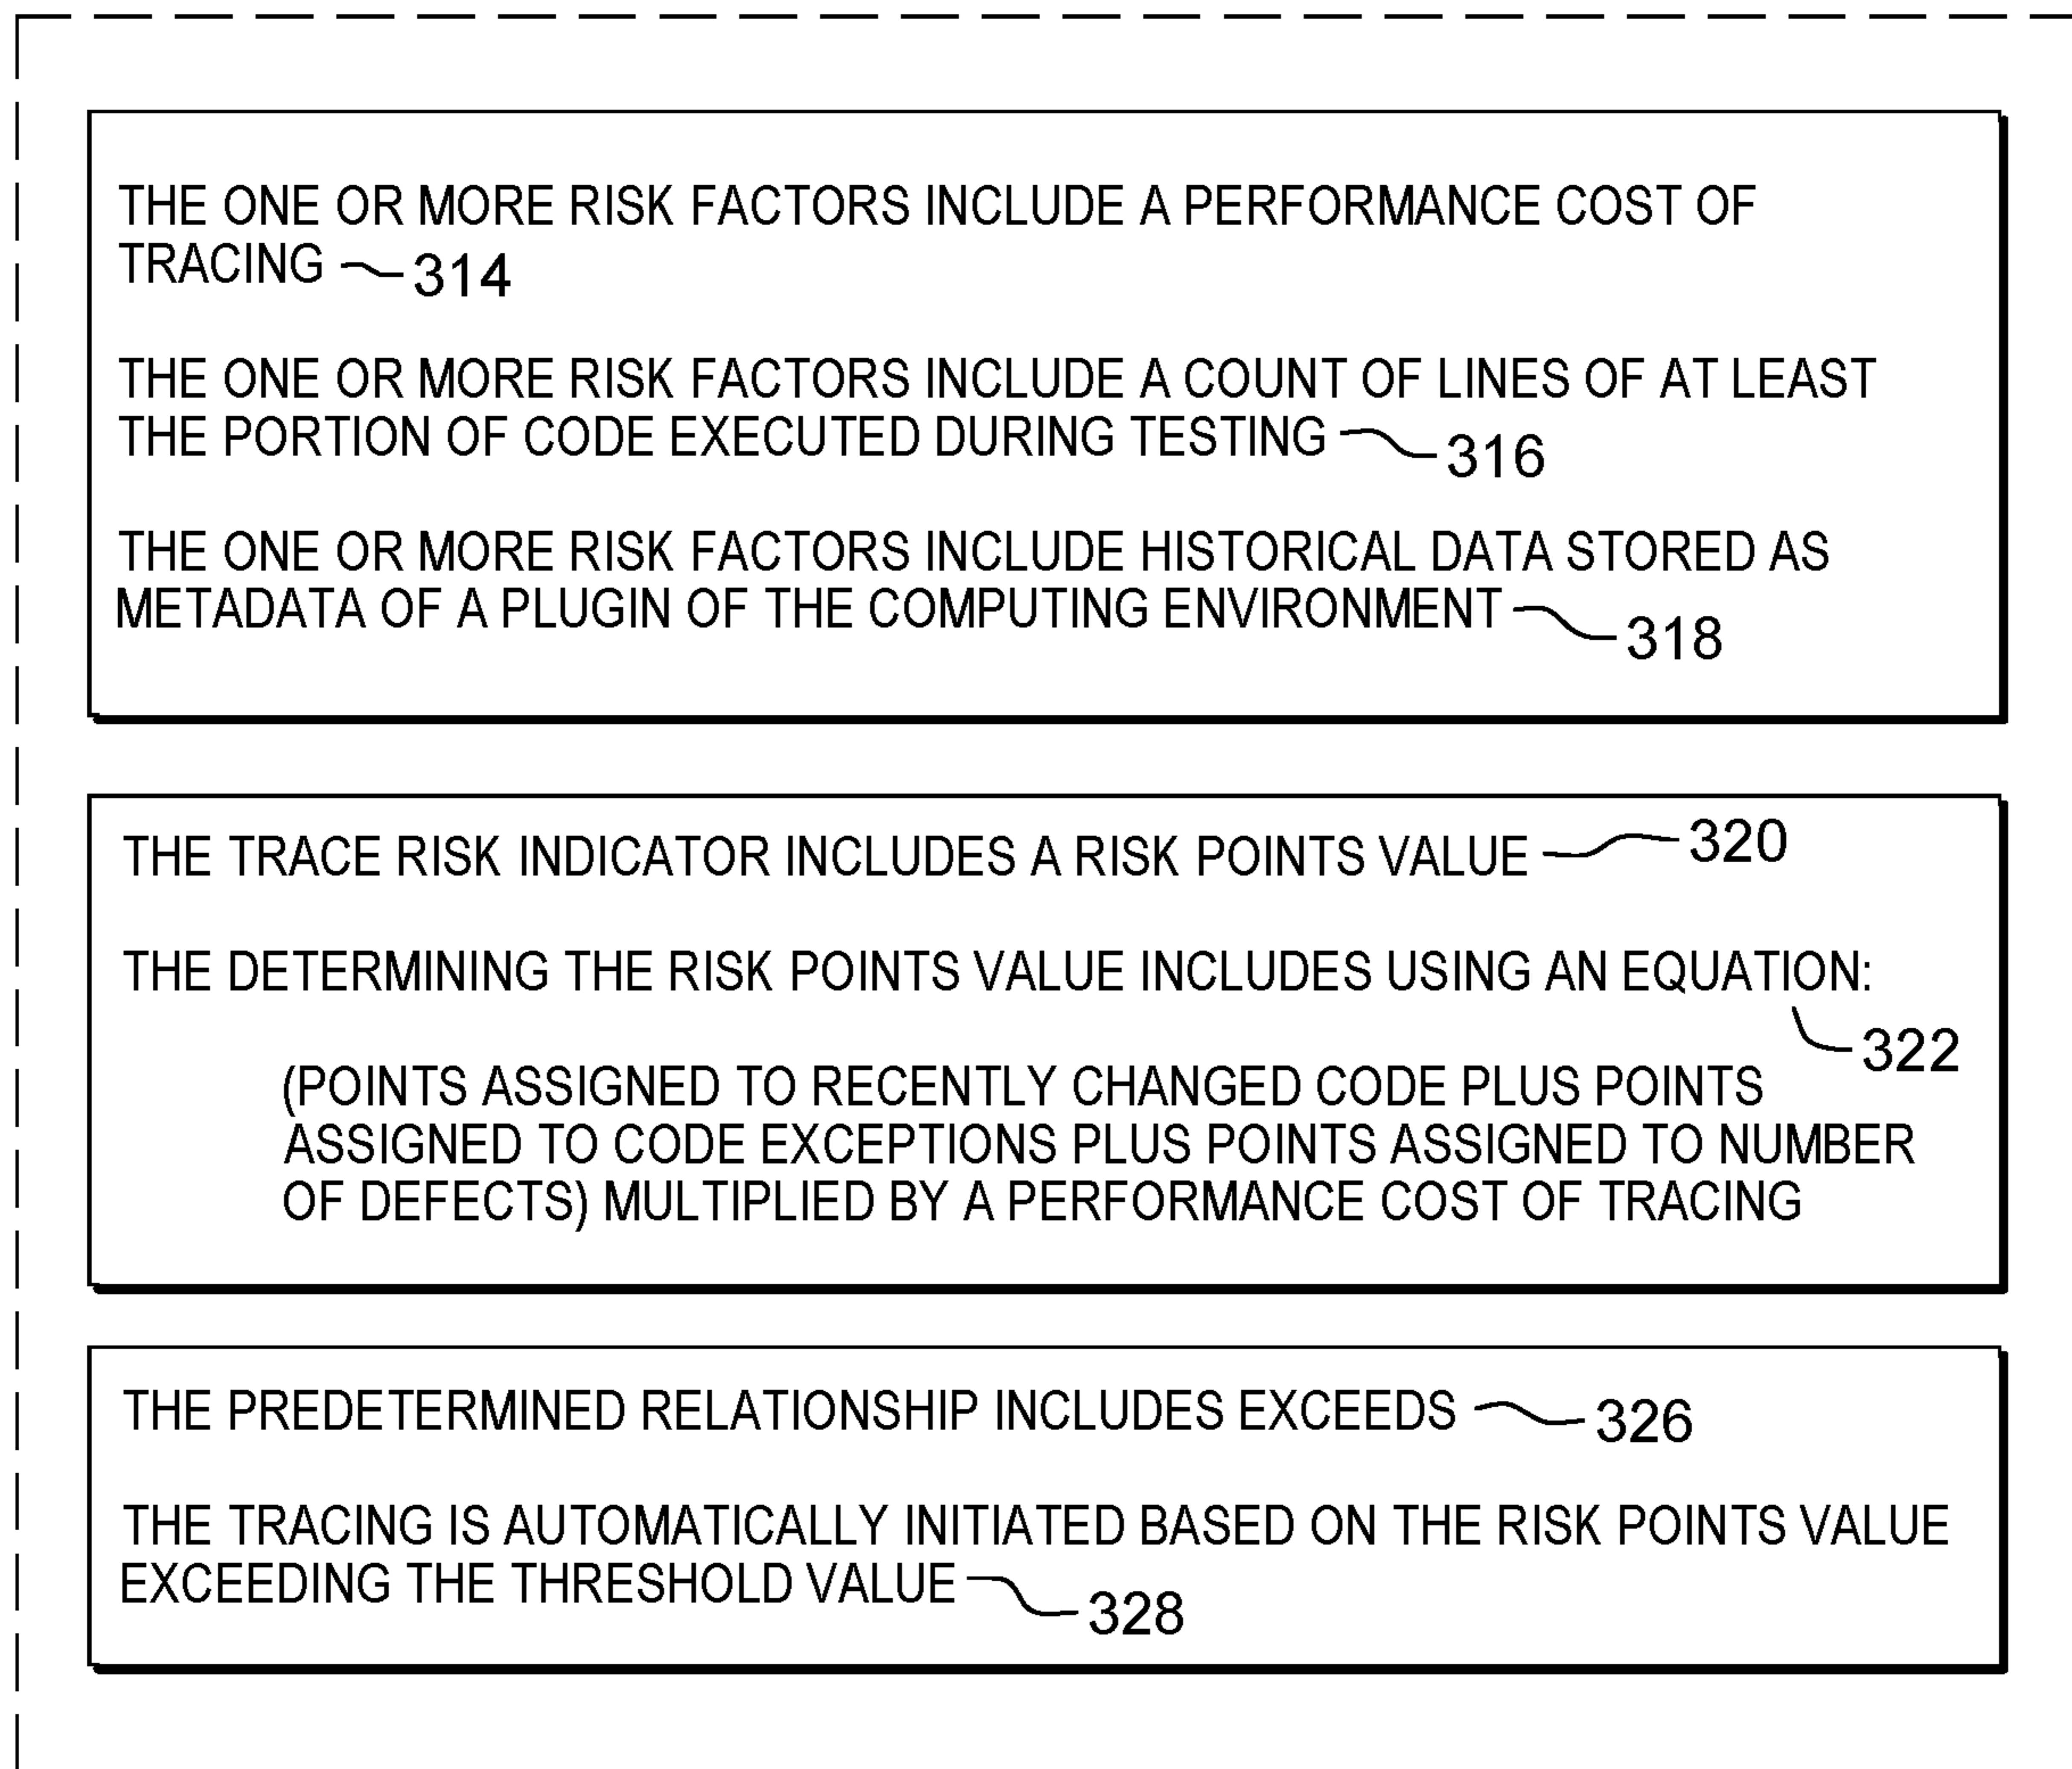 THE ONE OR MORE RISK FACTORS INCLUDE A PERFORMANCE COST OF
TRACING 314
THE ONE OR MORE RISK FACTORS INCLUDE A COUNT OF LINES OF AT LEAST
THE PORTION OF CODE EXECUTED DURING TESTING 316
THE ONE OR MORE RISK FACTORS INCLUDE HISTORICAL DATA STORED AS
METADATA OF A PLUGIN OF THE COMPUTING ENVIRONMENT 318
THE TRACE RISK INDICATOR INCLUDES A RISK POINTS VALUE 320
THE DETERMINING THE RISK POINTS VALUE INCLUDES USING AN EQUATION:
322
(POINTS ASSIGNED TO RECENTLY CHANGED CODE PLUS POINTS
ASSIGNED TO CODE EXCEPTIONS PLUS POINTS ASSIGNED TO NUMBER
OF DEFECTS) MULTIPLIED BY A PERFORMANCE COST OF TRACING
THE PREDETERMINED RELATIONSHIP INCLUDES EXCEEDS 326
THE TRACING IS AUTOMATICALLY INITIATED BASED ON THE RISK POINTS VALUE
EXCEEDING THE THRESHOLD VALUE 328